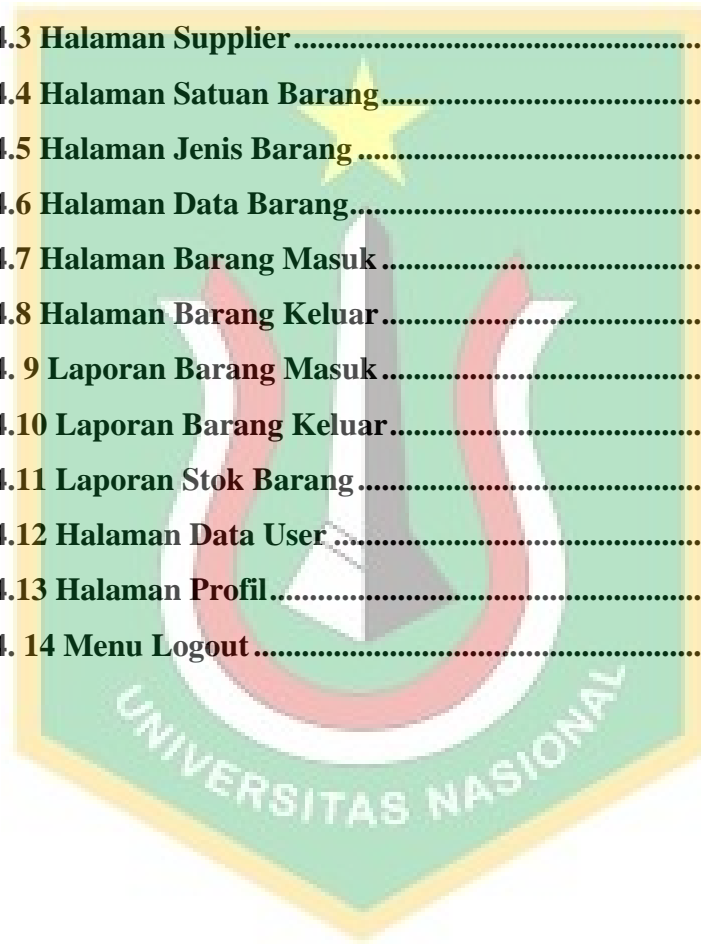 4.3 Halaman Supplier........................................................
4.4 Halaman Satuan Barang.............................................
4.5 Halaman Jenis Barang................................................
4.6 Halaman Data Barang.................................................
4.7 Halaman Barang Masuk.............................................
4.8 Halaman Barang Keluar.............................................
4. 9 Laporan Barang Masuk.............................................
4.10 Laporan Barang Keluar............................................
4.11 Laporan Stok Barang................................................
4.12 Halaman Data User...................................................
4.13 Halaman Profil...........................................................
4. 14 Menu Logout.............................................................
UNIVERSITAS NASIONAL